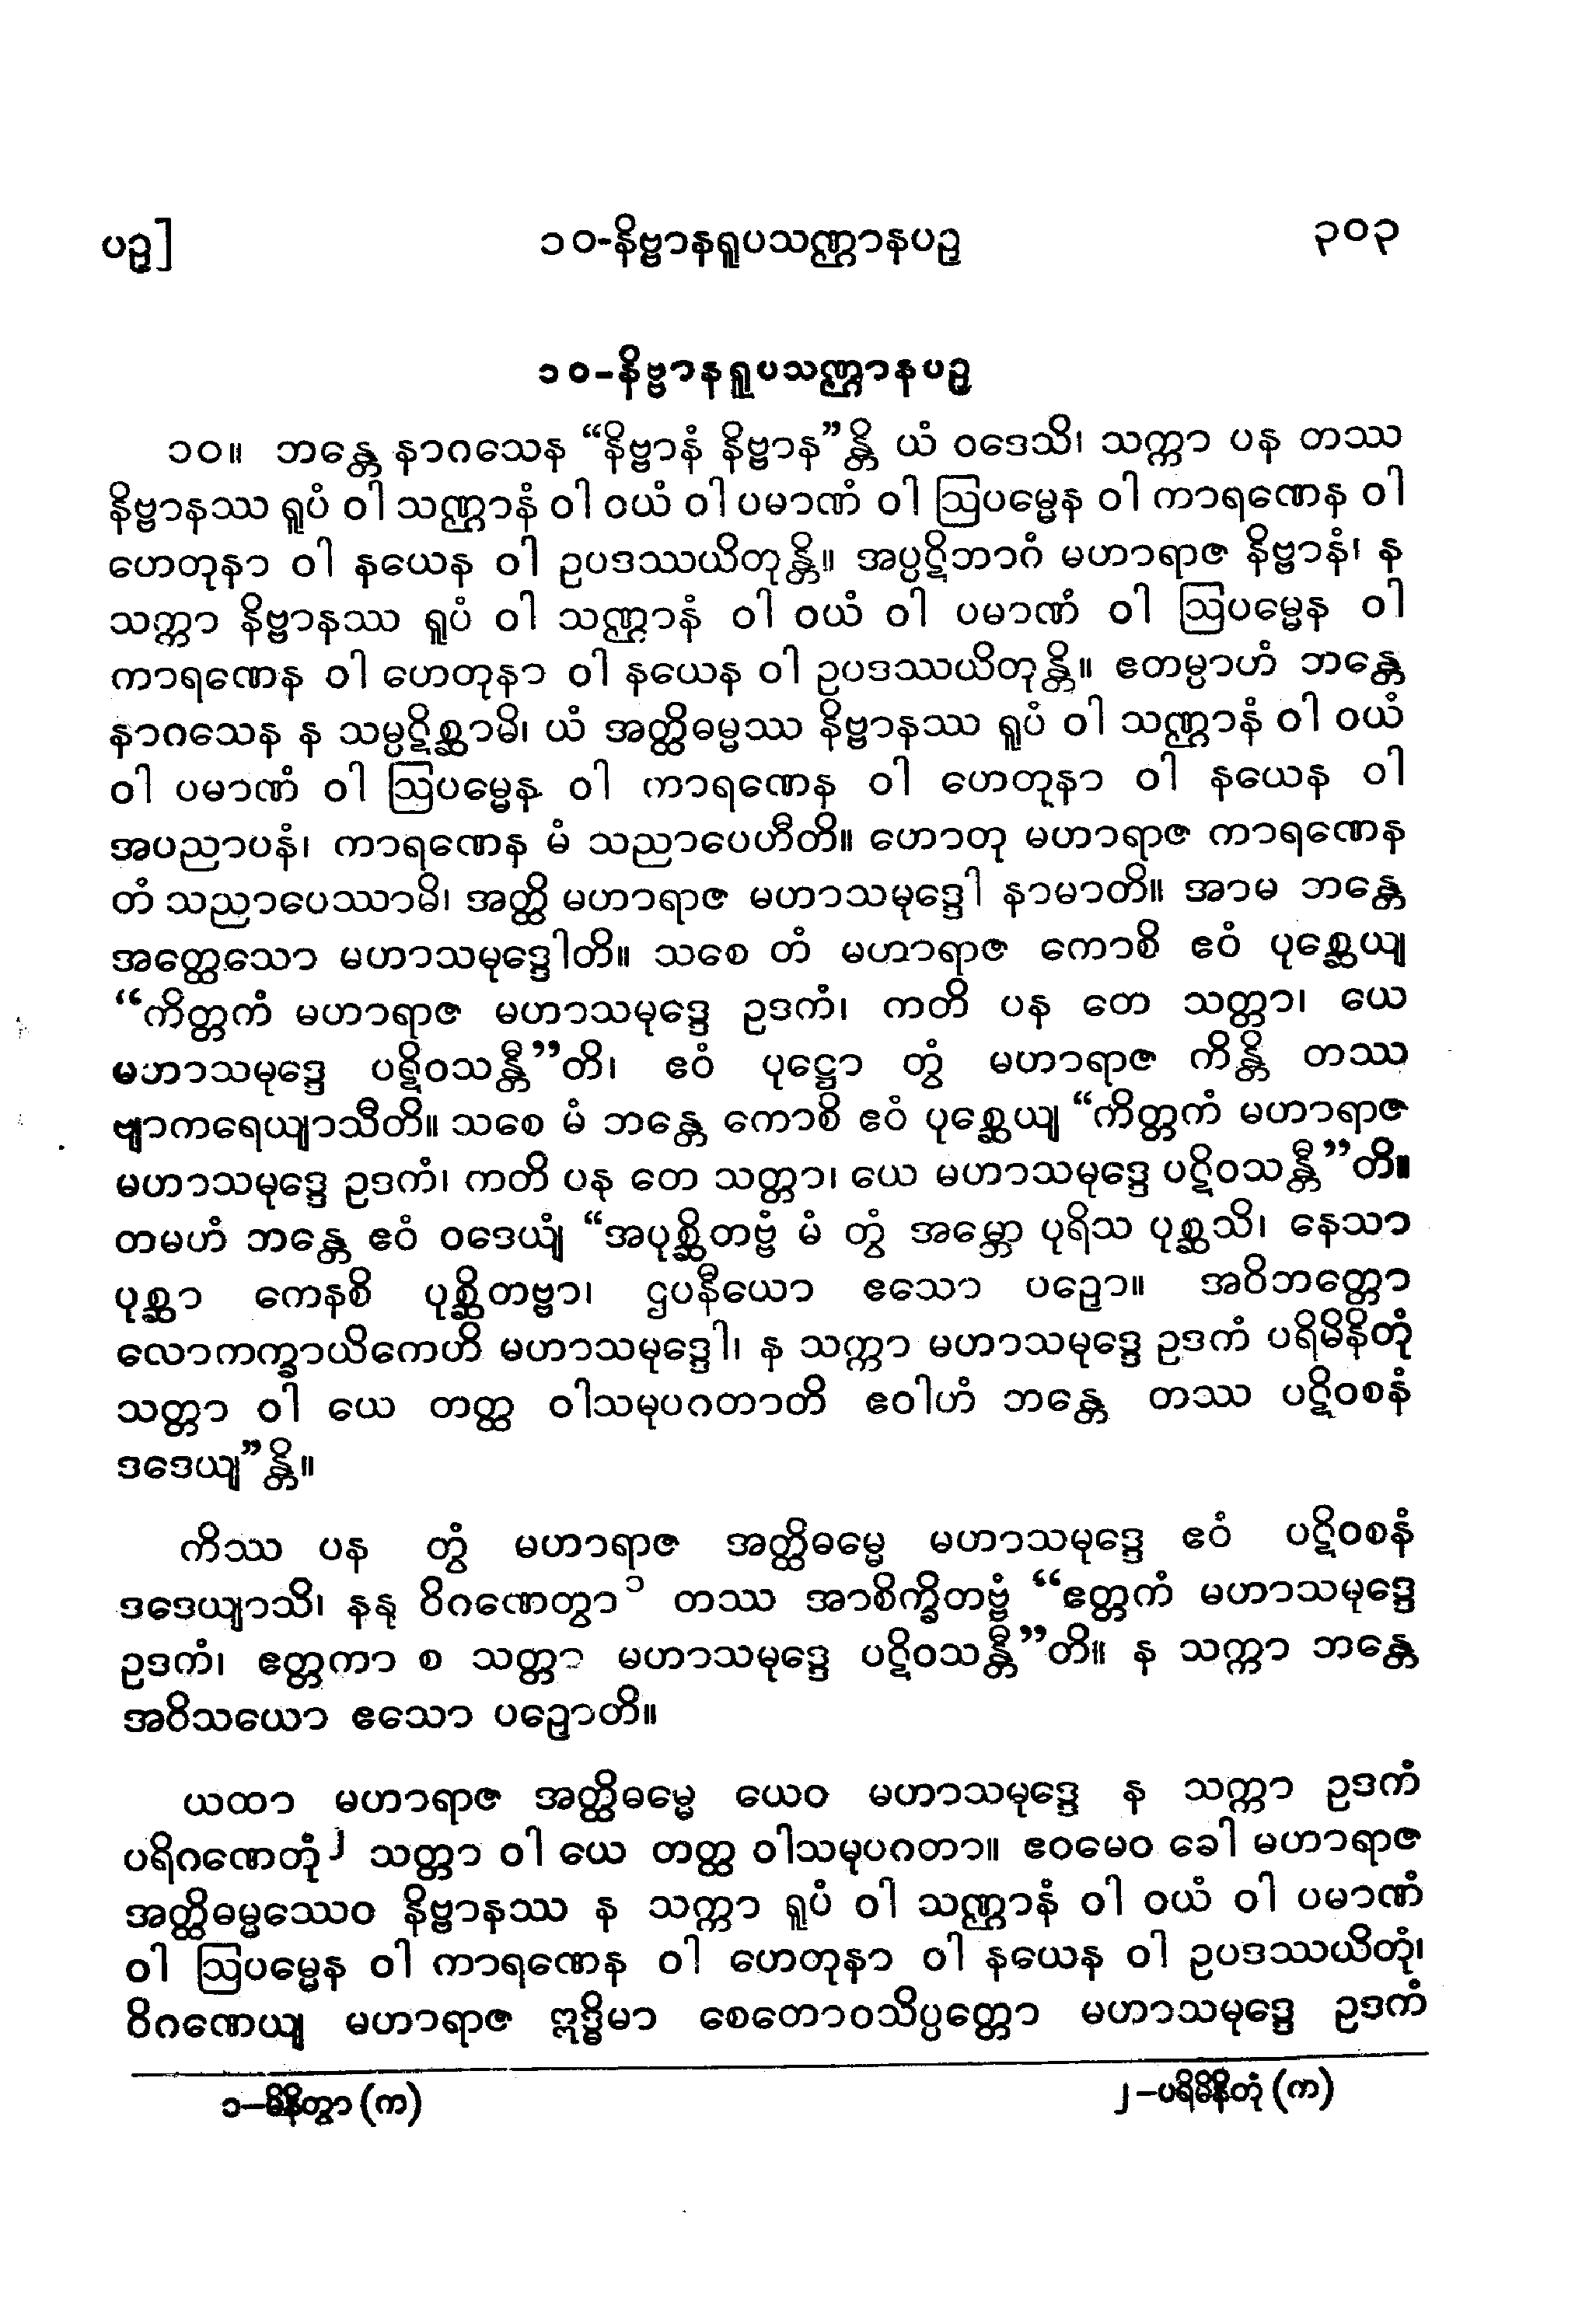 ပဥှ]
၁၀-နိဗ္ဗာနရူပသဏ္ဌာနပဥှ
၃၀၃
၁၀-နိဗ္ဗာနရူပသဏ္ဌာနပဥှ
၁၀။ ဘန္တေ နာဂသေန “နိဗ္ဗာနံ နိဗ္ဗာန”န္တိ ယံ ဝဒေသိ၊ သက္ကာ ပန တဿ
နိဗ္ဗာနဿ ရူပံ ဝါ သဏ္ဌာနံ ဝါ ဝယံ ဝါ ပမာဏံ ဝါ ဩပမ္မေန ဝါ ကာရဏေန ဝါ
ဟေတုနာ ဝါ နယေန ဝါ ဥပဒဿယိတုန္တိ။ အပ္ပဋိဘာဂံ မဟာရာဇ နိဗ္ဗာနံ၊ န
သက္ကာ နိဗ္ဗာနဿ ရူပံ ဝါ သဏ္ဌာနံ ဝါ ဝယံ ဝါ ပမာဏံ ဝါ ဩပမ္မေန ဝါ
ကာရဏေန ဝါ ဟေတုနာ ဝါ နယေန ဝါ ဥပဒဿယိတုန္တိ။ ဧတမ္ပာဟံ ဘန္တေ
နာဂသေန န သမ္ပဋိစ္ဆာမိ၊ ယံ အတ္ထိဓမ္မဿ နိဗ္ဗာနဿ ရူပံ ဝါ သဏ္ဌာနံ ဝါ ဝယံ
ဝါ ပမာဏံ ဝါ ဩပမ္မေန ဝါ ကာရဏေန ဝါ ဟေတုနာ ဝါ နယေန ဝါ
အပညာပနံ၊ ကာရဏေန မံ သညာပေဟီတိ။ ဟောတု မဟာရာဇ ကာရဏေန
တံ သညာပေဿာမိ၊ အတ္ထိ မဟာရာဇ မဟာသမုဒ္ဒေါ နာမာတိ။ အာမ ဘန္တေ
အတ္ထေသော မဟာသမုဒ္ဒေါတိ။ သစေ တံ မဟာရာဇ ကောစိ ဧဝံ ပုစ္ဆေယျ
“ကိတ္တကံ မဟာရာဇ မဟာသမုဒ္ဒေ ဥဒကံ၊ ကတိ ပန တေ သတ္တာ၊ ယေ
မဟာသမုဒ္ဒေ ပဋိဝသန္တီ”တိ၊ ဧဝံ ပုဋ္ဌော တွံ မဟာရာဇ ကိန္တိ တဿ
ဗျာကရေယျာသီတိ။ သစေ မံ ဘန္တေ ကောစိ ဧဝံ ပုစ္ဆေယျ “ကိတ္တကံ မဟာရာဇ
မဟာသမုဒ္ဒေ ဥဒကံ၊ ကတိ ပန တေ သတ္တာ၊ ယေ မဟာသမုဒ္ဒေ ပဋိဝသန္တီ”တိ။
တမဟံ ဘန္တေ ဧဝံ ဝဒေယျံ “အပုစ္ဆိတဗ္ဗံ မံ တွံ အမ္ဘော ပုရိသ ပုစ္ဆသိ၊ နေသာ
ပုစ္ဆာ ကေနစိ ပုစ္ဆိတဗ္ဗာ၊ ဌပနီယော ဧသော ပဉှော။ အဝိဘတ္တော
လောကက္ခာယိကေဟိ မဟာသမုဒ္ဒေါ၊ န သက္ကာ မဟာသမုဒ္ဒေ ဥဒကံ ပရိမိနိတုံ
သတ္တာ ဝါ ယေ တတ္ထ ဝါသမုပဂတာတိ ဧဝါဟံ ဘန္တေ တဿ ပဋိဝစနံ
ဒဒေယျ”န္တိ။
ကိဿ ပန တွံ မဟာရာဇ အတ္ထိဓမ္မေ မဟာသမုဒ္ဒေ ဧဝံ ပဋိဝစနံ
ဒဒေယျာသိ၊ နနု ဝိဂဏေတွာ၁ တဿ အာစိက္ခိတဗ္ဗံ “ဧတ္တကံ မဟာသမုဒ္ဒေ
ဥဒကံ၊ ဧတ္တကာ စ သတ္တာ မဟာသမုဒ္ဒေ ပဋိဝသန္တီ”တိ။ န သက္ကာ ဘန္တေ
အဝိသယော ဧသော ပဉှောတိ။
ယထာ မဟာရာဇ အတ္ထိဓမ္မေ ယေဝ မဟာသမုဒ္ဒေ န သက္ကာ ဥဒကံ
ပရိဂဏေတုံ၂ သတ္တာ ဝါ ယေ တတ္ထ ဝါသမုပဂတာ။ ဧဝမေဝ ခေါ မဟာရာဇ
အတ္ထိဓမ္မဿေဝ နိဗ္ဗာနဿ န သက္ကာ ရူပံ ဝါ သဏ္ဌာနံ ဝါ ဝယံ ဝါ ပမာဏံ
ဝါ ဩပမ္မေန ဝါ ကာရဏေန ဝါ ဟေတုနာ ဝါ နယေန ဝါ ဥပဒဿယိတုံ၊
ဝိဂဏေယျ မဟာရာဇ ဣဒ္ဓိမာ စေတောဝသိပ္ပတ္တော မဟာသမုဒ္ဒေ ဥဒကံ
၁-မိနိတွာ (က)
၂-ပရိမိနိတုံ (က)